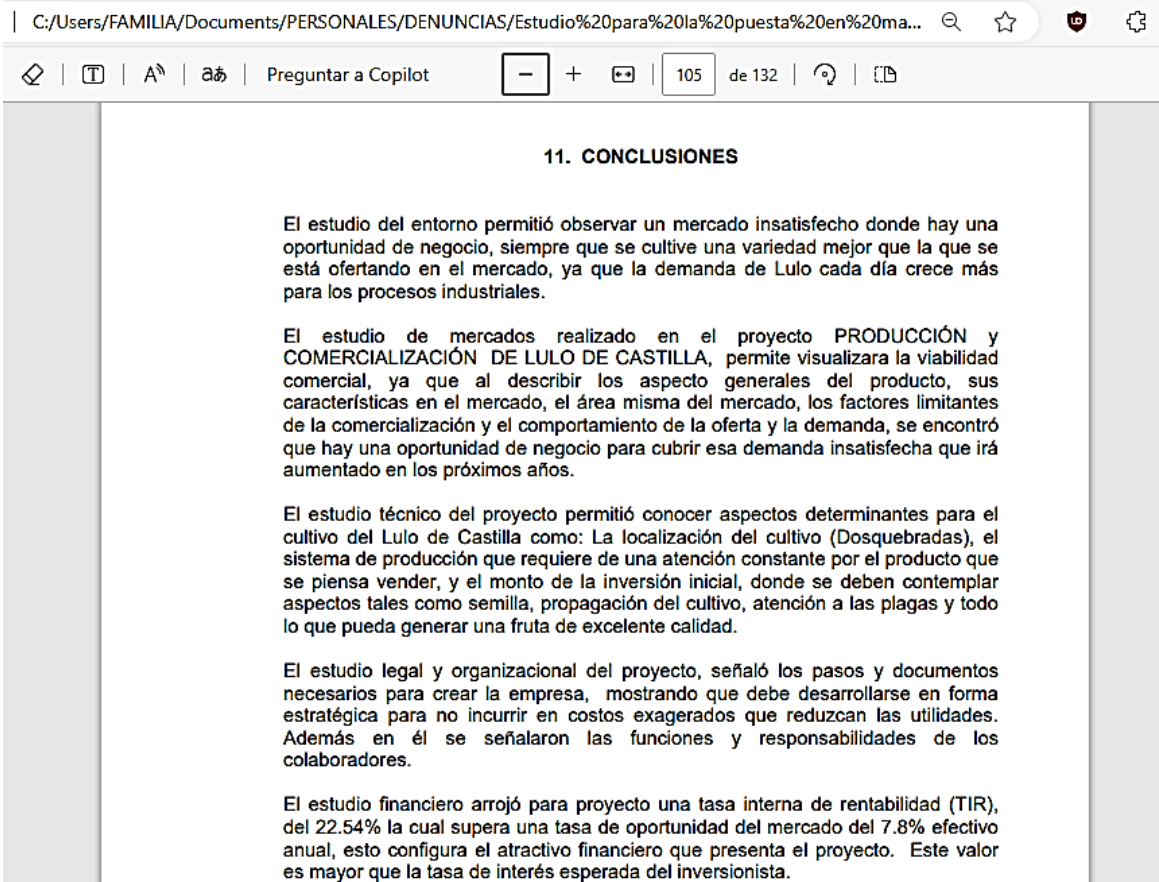 C:/Users/FAMILIA/Documents/PERSONALES/DENUNCIAS/Estudio%20para%20la%20puesta%20en%20ma...
Preguntar a Copilot
105 de 132
11. CONCLUSIONES
El estudio del entorno permitió observar un mercado insatisfecho donde hay una
oportunidad de negocio, siempre que se cultive una variedad mejor que la que se
está ofertando en el mercado, ya que la demanda de Lulo cada día crece más
para los procesos industriales.
El estudio de mercados realizado en el proyecto PRODUCCIÓN y
COMERCIALIZACIÓN DE LULO DE CASTILLA, permite visualizara la viabilidad
comercial, ya que al describir los aspecto generales del producto, sus
características en el mercado, el área misma del mercado, los factores limitantes
de la comercialización y el comportamiento de la oferta y la demanda, se encontró
que hay una oportunidad de negocio para cubrir esa demanda insatisfecha que irá
aumentado en los próximos años.
El estudio técnico del proyecto permitió conocer aspectos determinantes para el
cultivo del Lulo de Castilla como: La localización del cultivo (Dosquebradas), el
sistema de producción que requiere de una atención constante por el producto que
se piensa vender, y el monto de la inversión inicial, donde se deben contemplar
aspectos tales como semilla, propagación del cultivo, atención a las plagas y todo
lo que pueda generar una fruta de excelente calidad.
El estudio legal y organizacional del proyecto, señaló los pasos y documentos
necesarios para crear la empresa, mostrando que debe desarrollarse en forma
estratégica para no incurrir en costos exagerados que reduzcan las utilidades.
Además en él se señalaron las funciones y responsabilidades de los
colaboradores.
El estudio financiero arrojó para proyecto una tasa interna de rentabilidad (TIR),
del 22.54% la cual supera una tasa de oportunidad del mercado del 7.8% efectivo
anual, esto configura el atractivo financiero que presenta el proyecto. Este valor
es mayor que la tasa de interés esperada del inversionista.